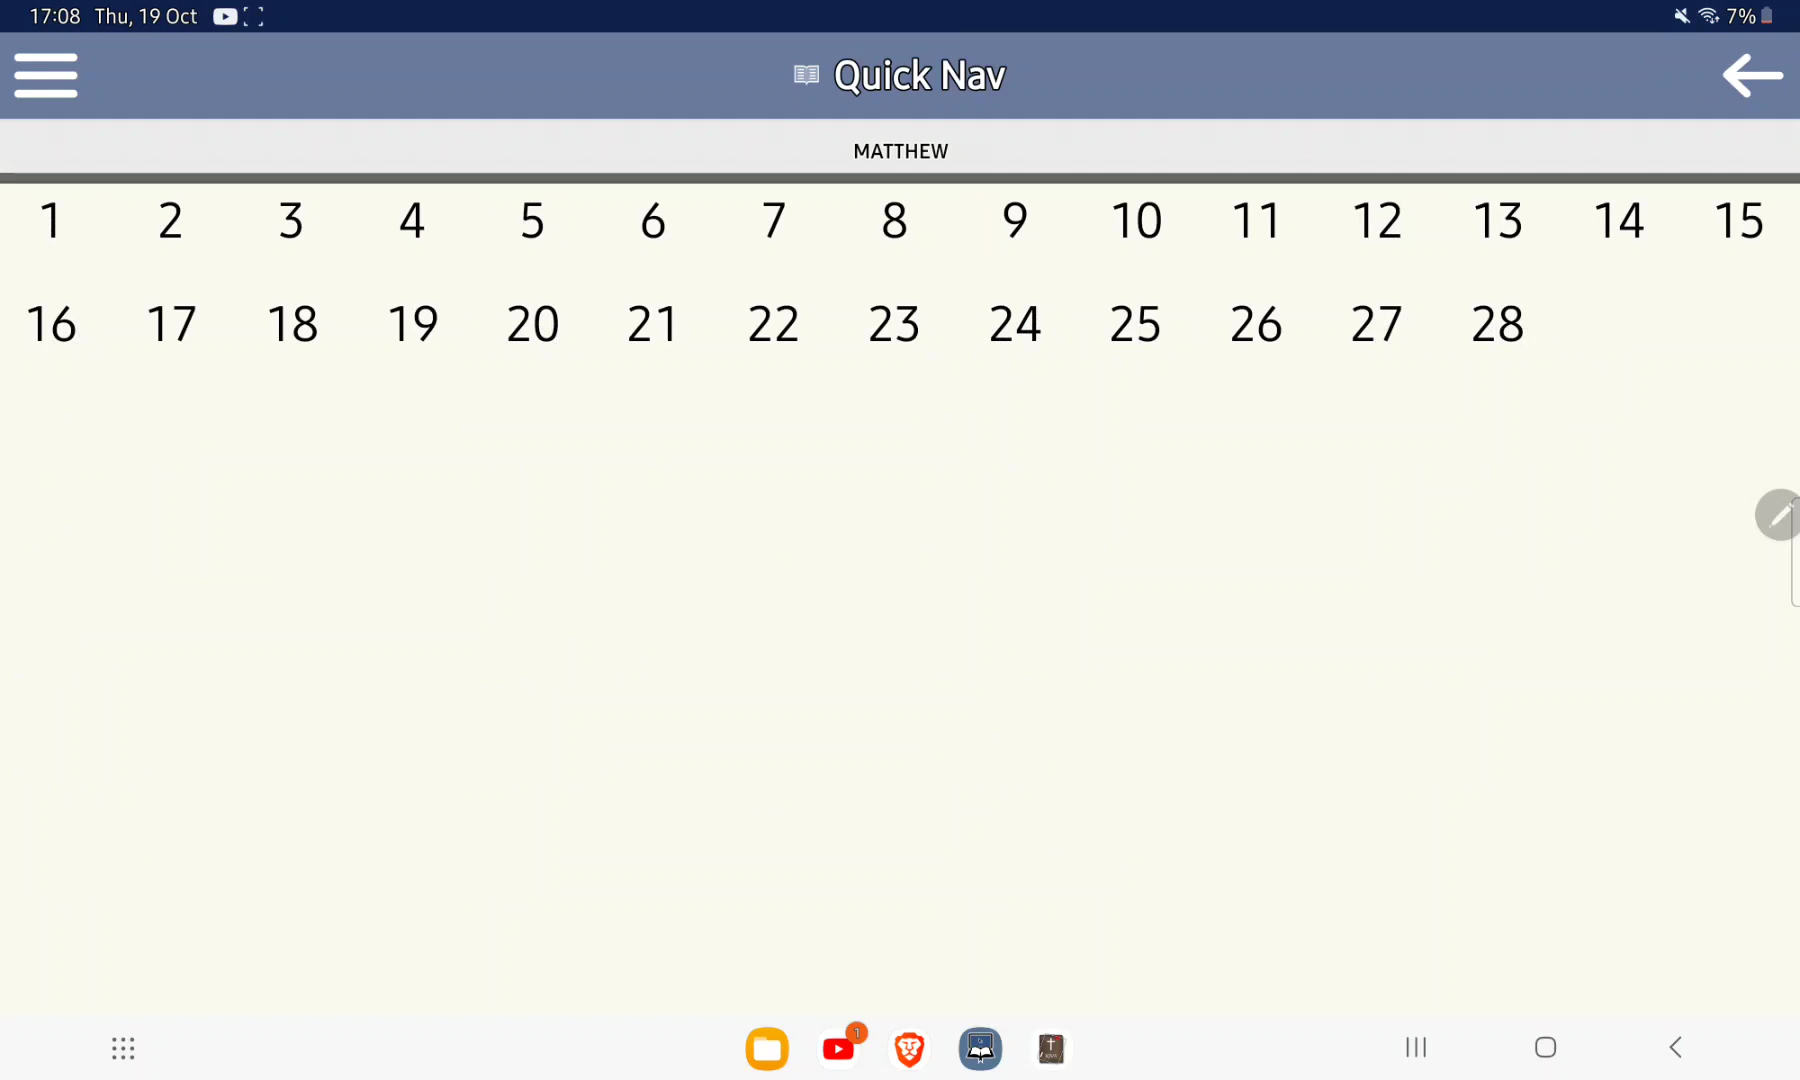 17:08 Thu, 19 Oct 7%
Quick Nav
MATTHEW
1 2 3 4 5 6 7 8 9 10 11 12 13 14 15
16 17 18 19 20 21 22 23 24 25 26 27 28
1